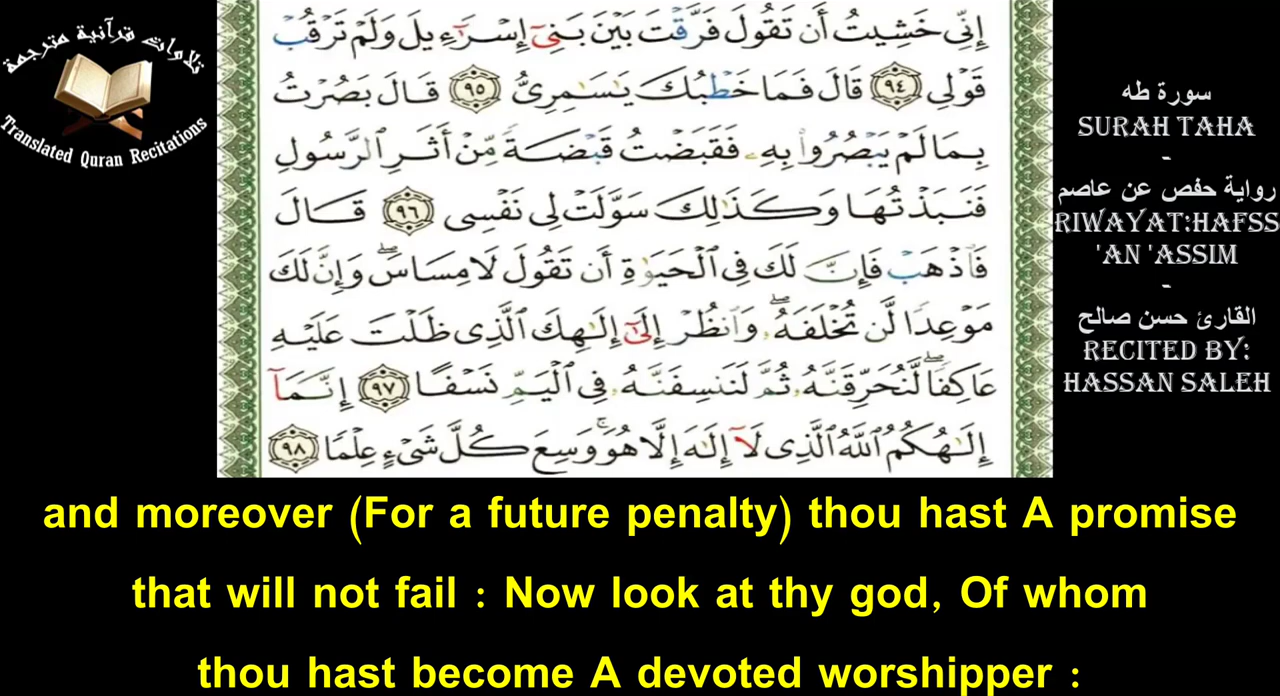 تلاوات قرآنية مترجمة
Translated Quran Recitations
إِنِّى خَشِيتُ أَن تَقُولَ فَرَّقْتَ بَيْنَ بَنِىٓ إِسْرَٰٓءِيلَ وَلَمْ تَرْقُبْ
قَوْلِى ٩٤ قَالَ فَمَا خَطْبُكَ يَـٰسَـٰمِرِىُّ ٩٥ قَالَ بَصُرْتُ
بِمَا لَمْ يَبْصُرُوا۟ بِهِۦ فَقَبَضْتُ قَبْضَةً مِّنْ أَثَرِ ٱلرَّسُولِ
فَنَبَذْتُهَا وَكَذَٰلِكَ سَوَّلَتْ لِى نَفْسِى ٩٦ قَالَ
فَٱذْهَبْ فَإِنَّ لَكَ فِى ٱلْحَيَوٰةِ أَن تَقُولَ لَا مِسَاسَ ۖ وَإِنَّ لَكَ
مَوْعِدًا لَّن تُخْلَفَهُۥ ۖ وَٱنظُرْ إِلَىٰٓ إِلَـٰهِكَ ٱلَّذِى ظَلْتَ عَلَيْهِ
عَاكِفًا ۖ لَّنُحَرِّقَنَّهُۥ ثُمَّ لَنَنسِفَنَّهُۥ فِى ٱلْيَمِّ نَسْفًا ٩٧ إِنَّمَآ
إِلَـٰهُكُمُ ٱللَّهُ ٱلَّذِى لَآ إِلَـٰهَ إِلَّا هُوَ ۚ وَسِعَ كُلَّ شَىْءٍ عِلْمًا ٩٨
سورة طه
SURAH TAHA
-
رواية حفص عن عاصم
RIWAYAT:HAFSS
'AN 'ASSIM
-
القارئ حسن صالح
RECITED BY:
HASSAN SALEH
and moreover (For a future penalty) thou hast A promise
that will not fail : Now look at thy god, Of whom
thou hast become A devoted worshipper :